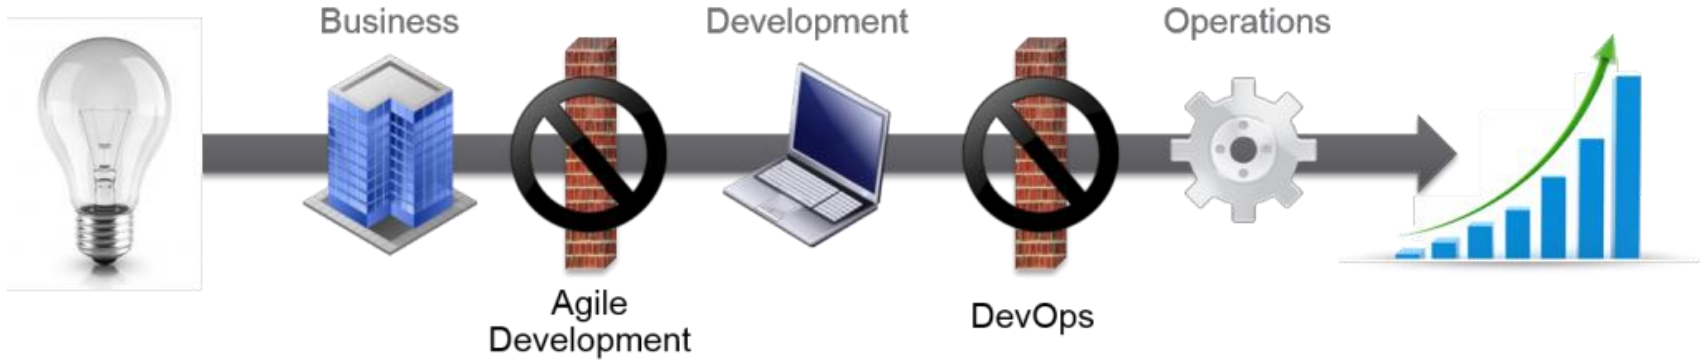 Business
Development
Operations
Agile
Development
DevOps